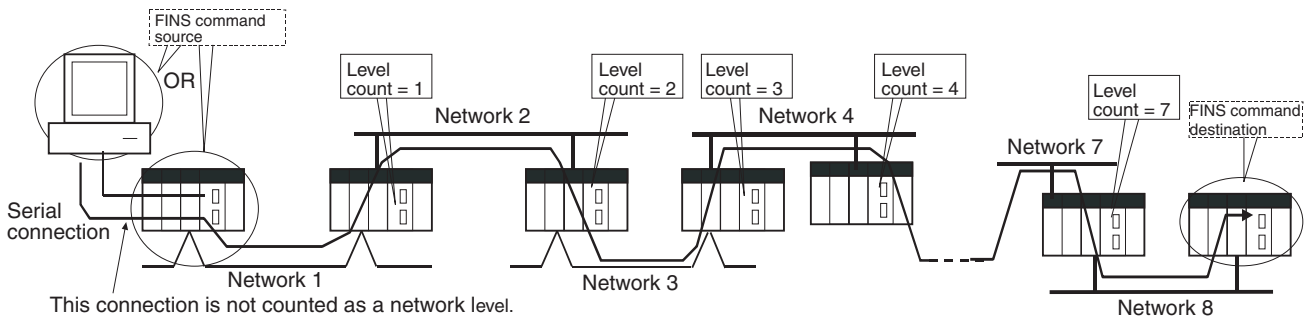 FINS command
source
OR
Level
count = 1
Level
count = 2
Level
count = 3
Level
count = 4
Level
count = 7
FINS command
destination
Network 2
Network 4
Network 7
Serial
connection
Network 1
Network 3
Network 8
This connection is not counted as a network level.